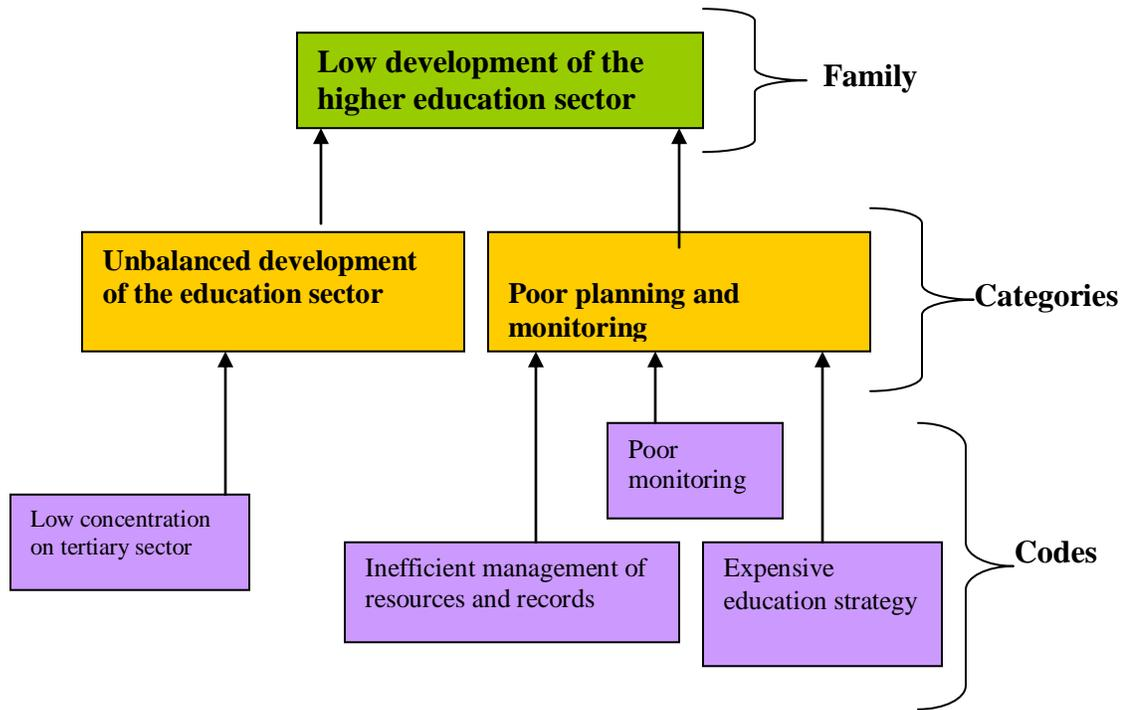 Low development of the
higher education sector
Family
Unbalanced development
of the education sector
Poor planning and
monitoring
Categories
Poor
monitoring
Low concentration
on tertiary sector
Inefficient management of
resources and records
Expensive
education strategy
Codes